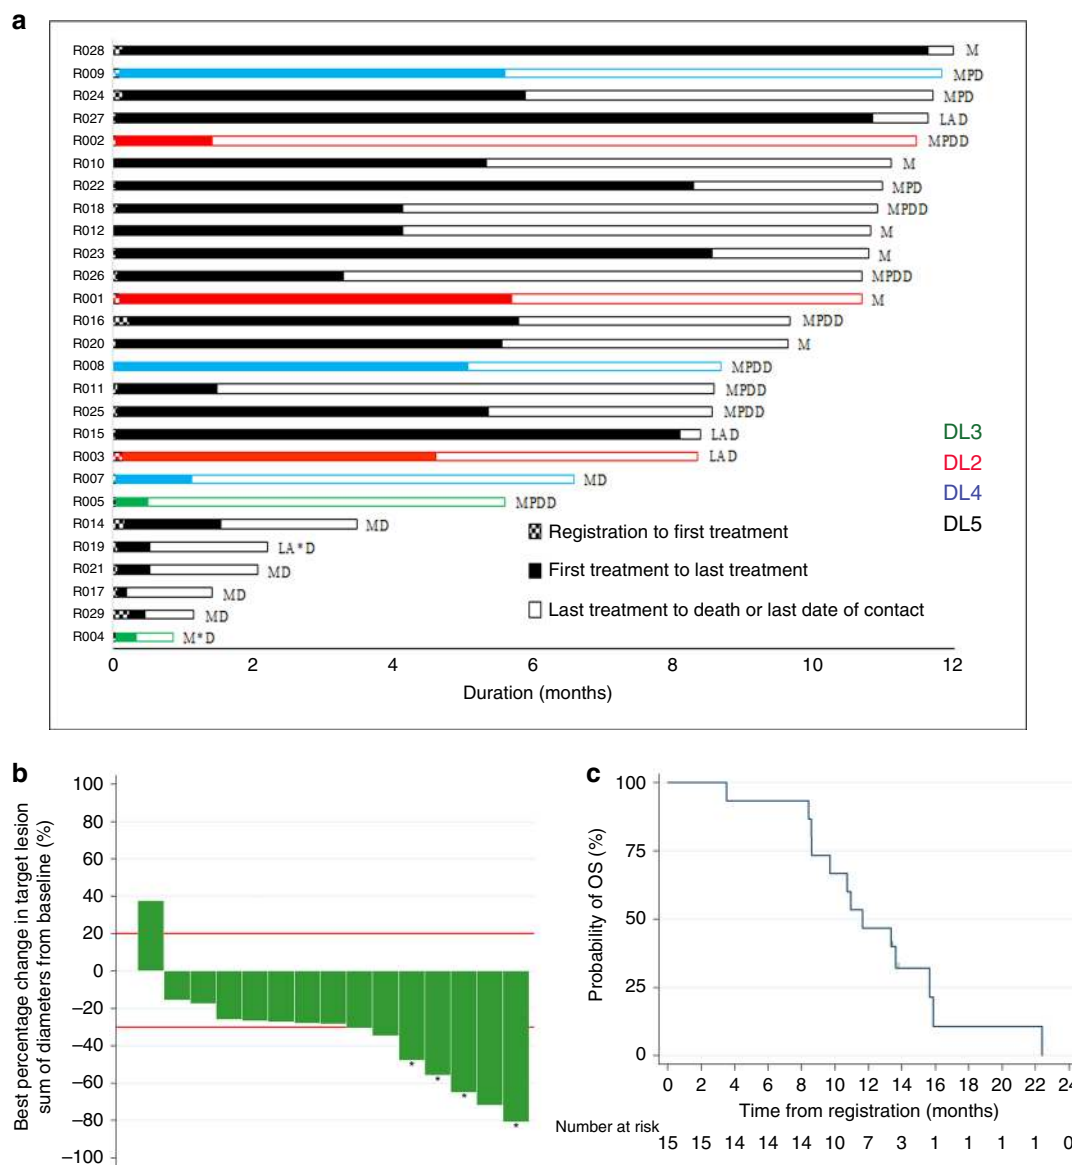 a
R028 M
R009 MPD
R024 MPD
R027 LAD
R002 MPDD
R010 M
R022 MPD
R018 MPDD
R012 M
R023 M
R026 MPDD
R001 M
R016 MPDD
R020 M
R008 MPDD
R011 MPDD
R025 MPDD
R015 LAD
R003 LAD
R007 MD
R005 MPDD
R014 MD
R019 LA*D
R021 MD
R017 MD
R029 MD
R004 M*D
DL3
DL2
DL4
DL5
Registration to first treatment
First treatment to last treatment
Last treatment to death or last date of contact
0 2 4 6 8 10 12
Duration (months)
b
Best percentage change in target lesion
sum of diameters from baseline (%)
100
80
60
40
20
0
−20
−40
−60
−80
−100
* * * *
c
Probability of OS (%)
100
75
50
25
0
0 2 4 6 8 10 12 14 16 18 20 22 24
Time from registration (months)
Number at risk
15 15 14 14 14 10 7 3 1 1 1 1 0